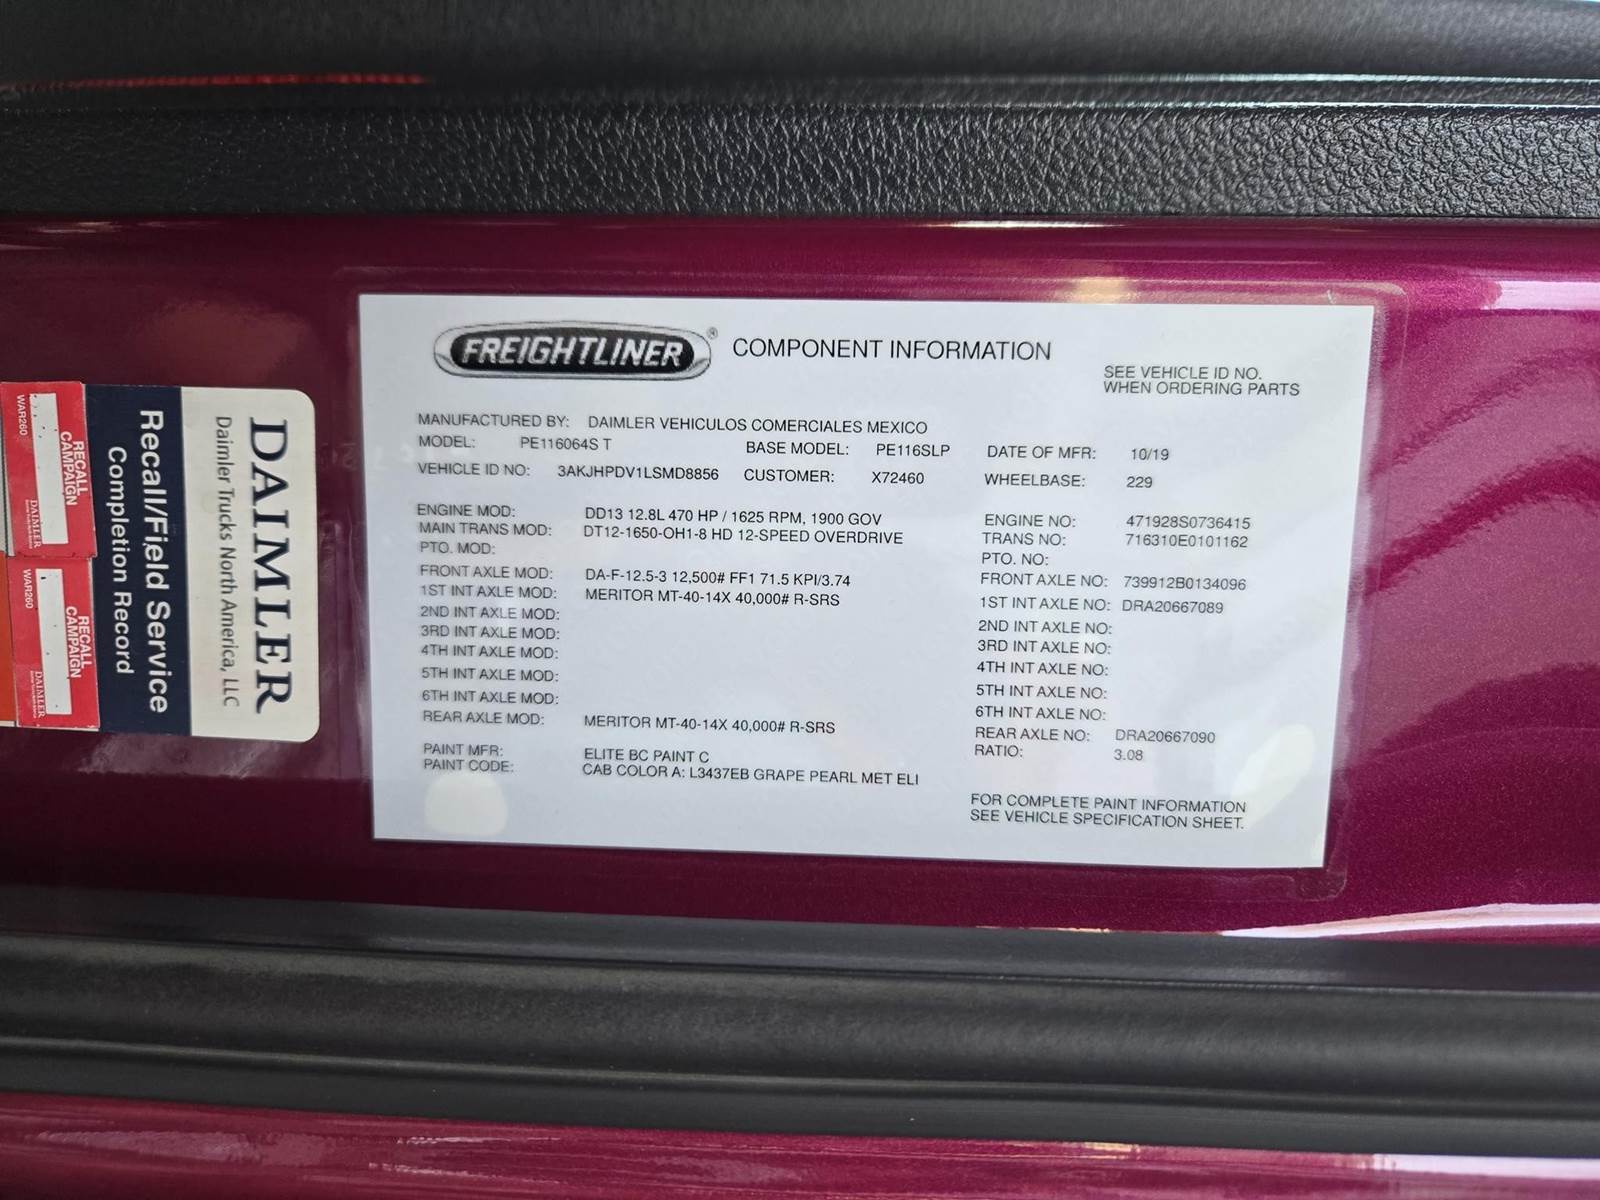 FREIGHTLINER ® COMPONENT INFORMATION
SEE VEHICLE ID NO.
WHEN ORDERING PARTS
MANUFACTURED BY: DAIMLER VEHICULOS COMERCIALES MEXICO
MODEL: PE116064S T BASE MODEL: PE116SLP DATE OF MFR: 10/19
VEHICLE ID NO: 3AKJHPDV1LSMD8856 CUSTOMER: X72460 WHEELBASE: 229
ENGINE MOD: DD13 12.8L 470 HP / 1625 RPM, 1900 GOV ENGINE NO: 471928S0736415
MAIN TRANS MOD: DT12-1650-OH1-8 HD 12-SPEED OVERDRIVE TRANS NO: 716310E0101162
PTO. MOD: PTO. NO:
FRONT AXLE MOD: DA-F-12.5-3 12,500# FF1 71.5 KPI/3.74 FRONT AXLE NO: 739912B0134096
1ST INT AXLE MOD: MERITOR MT-40-14X 40,000# R-SRS 1ST INT AXLE NO: DRA20667089
2ND INT AXLE MOD: 2ND INT AXLE NO:
3RD INT AXLE MOD: 3RD INT AXLE NO:
4TH INT AXLE MOD: 4TH INT AXLE NO:
5TH INT AXLE MOD: 5TH INT AXLE NO:
6TH INT AXLE MOD: 6TH INT AXLE NO:
REAR AXLE MOD: MERITOR MT-40-14X 40,000# R-SRS REAR AXLE NO: DRA20667090
RATIO: 3.08
PAINT MFR: ELITE BC PAINT C
PAINT CODE: CAB COLOR A: L3437EB GRAPE PEARL MET ELI
FOR COMPLETE PAINT INFORMATION
SEE VEHICLE SPECIFICATION SHEET.
DAIMLER
Daimler Trucks North America, LLC
Recall/Field Service
Completion Record
RECALL
CAMPAIGN
WAR260
DAIMLER
RECALL
CAMPAIGN
WAR260
DAIMLER